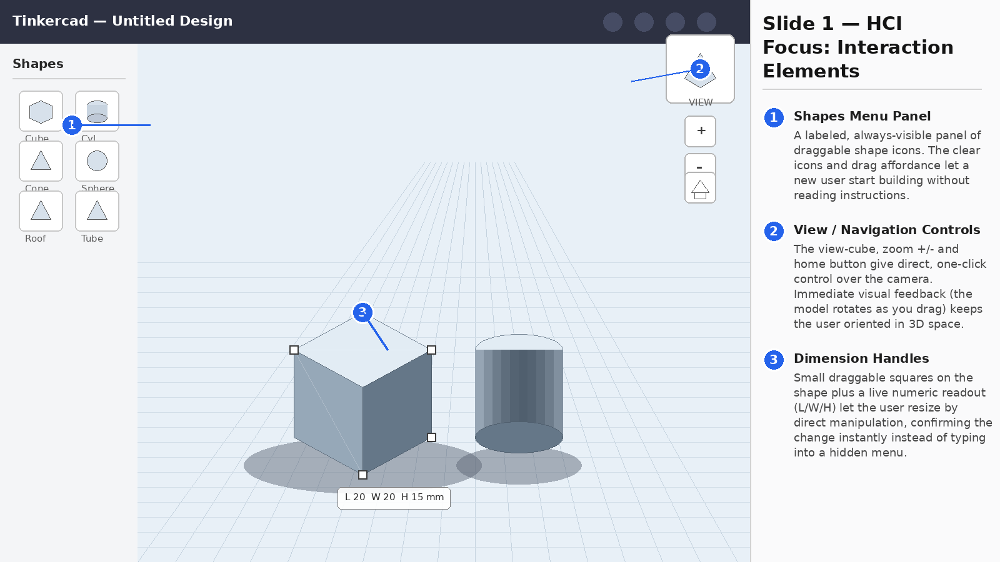 Tinkercad — Untitled Design
Shapes
Cube
Cyl
1
Cone
Sphere
Roof
Tube
2
VIEW
+
-
3
L 20 W 20 H 15 mm
Slide 1 — HCI
Focus: Interaction
Elements
1 Shapes Menu Panel
A labeled, always-visible panel of
draggable shape icons. The clear
icons and drag affordance let a
new user start building without
reading instructions.
2 View / Navigation Controls
The view-cube, zoom +/- and
home button give direct, one-click
control over the camera.
Immediate visual feedback (the
model rotates as you drag) keeps
the user oriented in 3D space.
3 Dimension Handles
Small draggable squares on the
shape plus a live numeric readout
(L/W/H) let the user resize by
direct manipulation, confirming the
change instantly instead of typing
into a hidden menu.